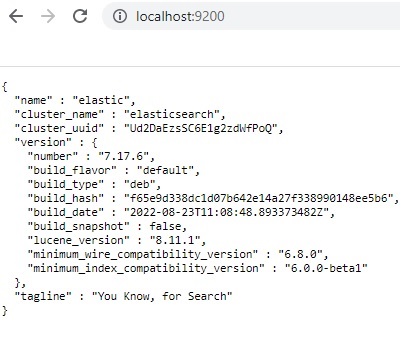 localhost:9200
{
"name" : "elastic",
"cluster_name" : "elasticsearch",
"cluster_uuid" : "Ud2DaEzsSC6E1g2zdWfPoQ",
"version" : {
"number" : "7.17.6",
"build_flavor" : "default",
"build_type" : "deb",
"build_hash" : "f65e9d338dc1d07b642e14a27f338990148ee5b6",
"build_date" : "2022-08-23T11:08:48.893373482Z",
"build_snapshot" : false,
"lucene_version" : "8.11.1",
"minimum_wire_compatibility_version" : "6.8.0",
"minimum_index_compatibility_version" : "6.0.0-beta1"
},
"tagline" : "You Know, for Search"
}